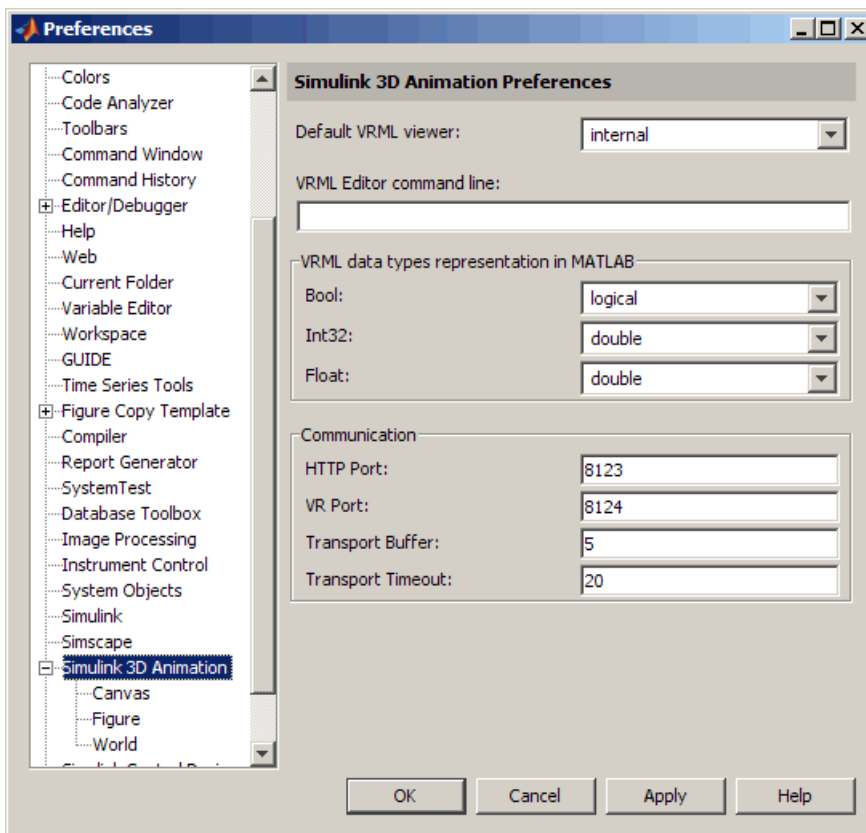 Preferences
Colors
Code Analyzer
Toolbars
Command Window
Command History
Editor/Debugger
Help
Web
Current Folder
Variable Editor
Workspace
GUIDE
Time Series Tools
Figure Copy Template
Compiler
Report Generator
SystemTest
Database Toolbox
Image Processing
Instrument Control
System Objects
Simulink
Simscape
Simulink 3D Animation
Canvas
Figure
World
Simulink 3D Animation Preferences
Default VRML viewer: internal
VRML Editor command line:
VRML data types representation in MATLAB
Bool: logical
Int32: double
Float: double
Communication
HTTP Port: 8123
VR Port: 8124
Transport Buffer: 5
Transport Timeout: 20
OK Cancel Apply Help